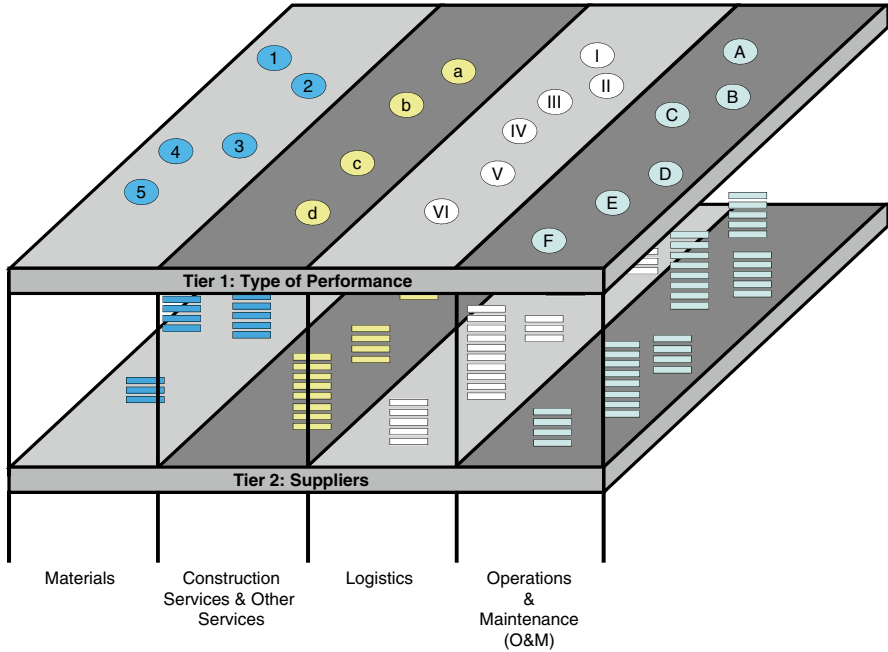 1
2
3
4
5
a
b
c
d
I
II
III
IV
V
VI
A
B
C
D
E
F
Tier 1: Type of Performance
Tier 2: Suppliers
Materials
Construction
Services & Other
Services
Logistics
Operations
&
Maintenance
(O&M)